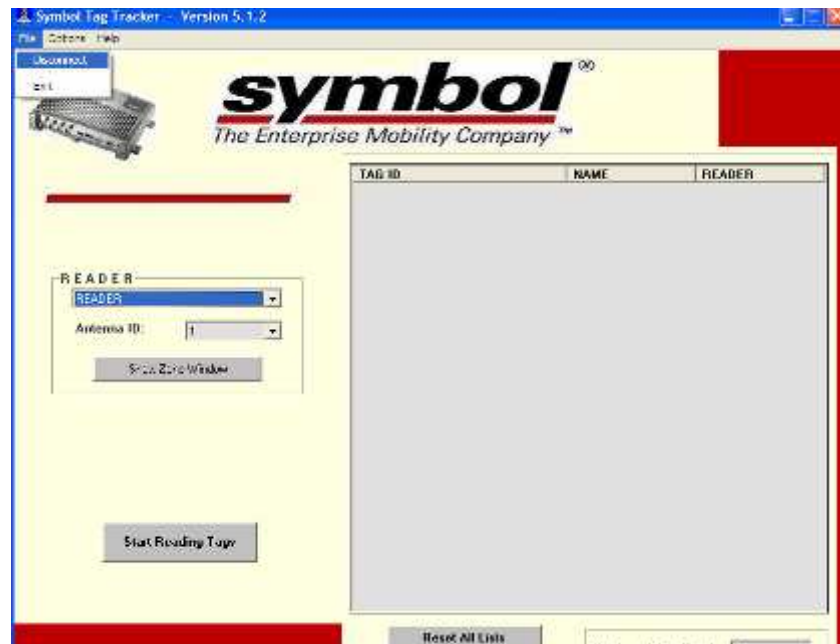 Symbol Tag Tracker - Version 5.1.2
File Options Help
Disconnect
Exit
symbol®
The Enterprise Mobility Company ™
TAG ID NAME READER
READER
READER
Antenna ID: 1
Show Zone Window
Start Reading Tags
Reset All Lists